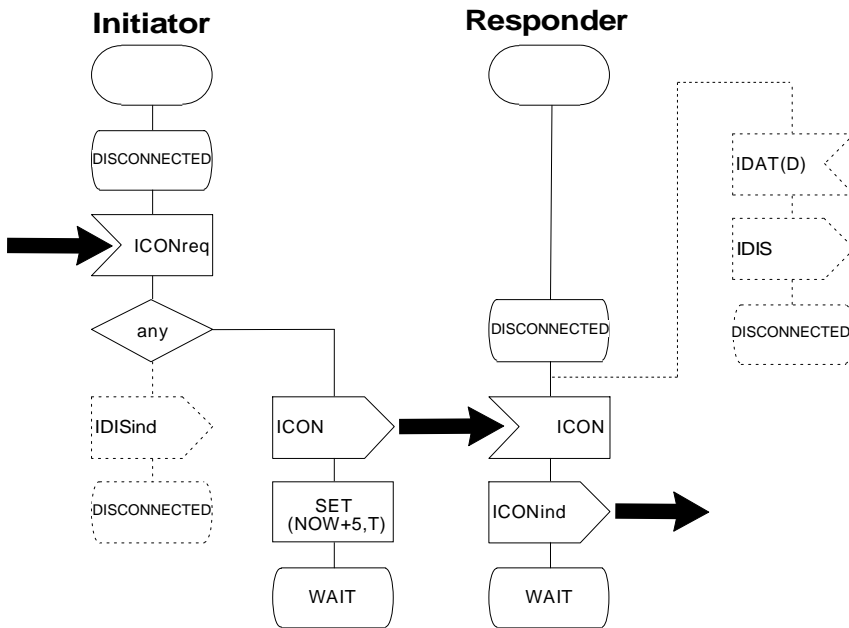 Initiator
Responder
DISCONNECTED
IDAT(D)
ICONreq
IDIS
any
DISCONNECTED
DISCONNECTED
IDISind
ICON
ICON
DISCONNECTED
SET
(NOW+5,T)
ICONind
WAIT
WAIT